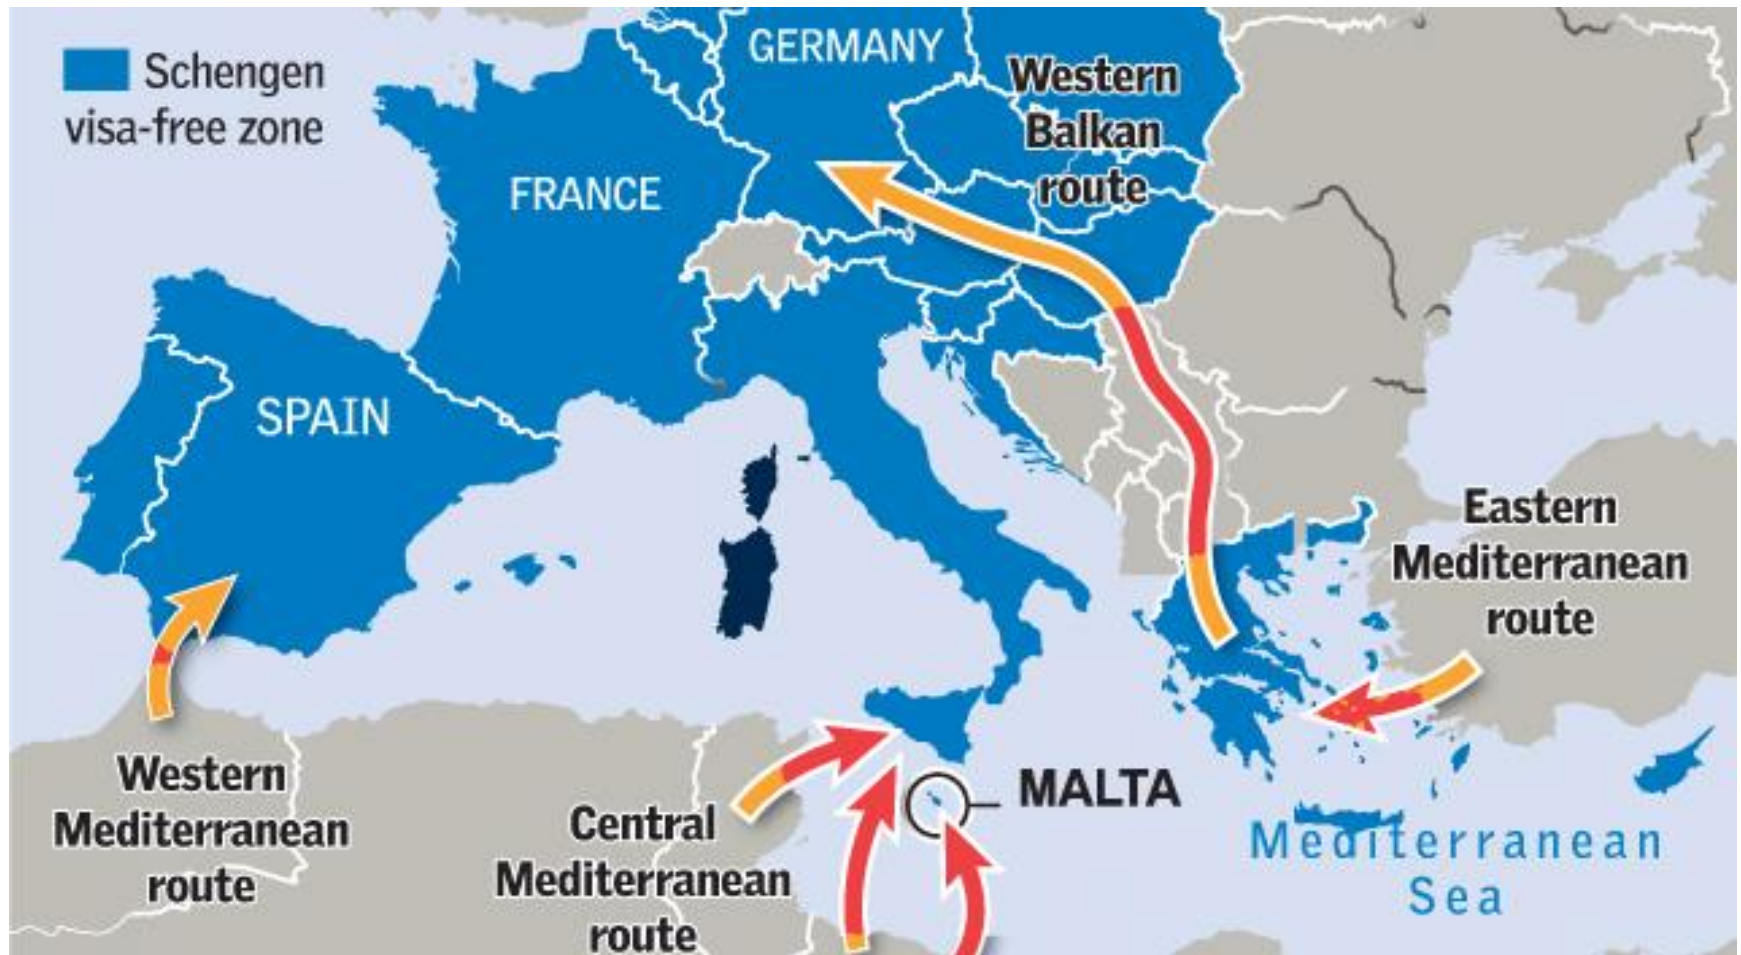 Schengen
visa-free zone
GERMANY
Western
Balkan
route
FRANCE
SPAIN
Eastern
Mediterranean
route
Western
Mediterranean
route
Central
Mediterranean
route
MALTA
Mediterranean
Sea